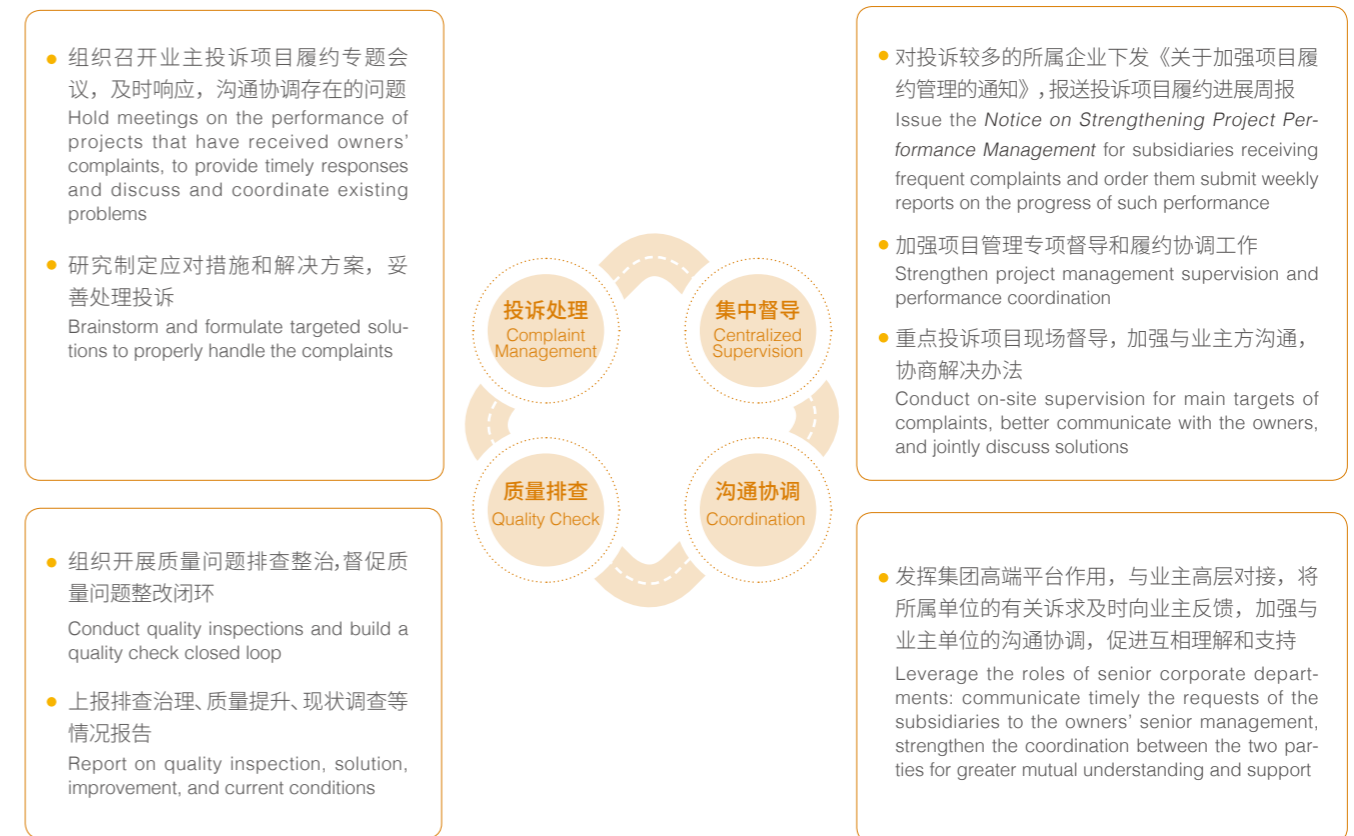 组织召开业主投诉项目履约专题会
议，及时响应，沟通协调存在的问题
Hold meetings on the performance of
projects that have received owners'
complaints, to provide timely responses
and discuss and coordinate existing
problems
研究制定应对措施和解决方案，妥
善处理投诉
Brainstorm and formulate targeted solu-
tions to properly handle the complaints
对投诉较多的所属企业下发《关于加强项目履
约管理的通知》，报送投诉项目履约进展周报
Issue the Notice on Strengthening Project Per-
formance Management for subsidiaries receiving
frequent complaints and order them submit weekly
reports on the progress of such performance
加强项目管理专项督导和履约协调工作
Strengthen project management supervision and
performance coordination
重点投诉项目现场督导，加强与业主方沟通，
协商解决办法
Conduct on-site supervision for main targets of
complaints, better communicate with the owners,
and jointly discuss solutions
投诉处理
Complaint
Management
集中督导
Centralized
Supervision
质量排查
Quality Check
沟通协调
Coordination
组织开展质量问题排查整治，督促质
量问题整改闭环
Conduct quality inspections and build a
quality check closed loop
上报排查治理、质量提升、现状调查等
情况报告
Report on quality inspection, solution,
improvement, and current conditions
发挥集团高端平台作用，与业主高层对接，将
所属单位的有关诉求及时向业主反馈，加强与
业主单位的沟通协调，促进互相理解和支持
Leverage the roles of senior corporate depart-
ments: communicate timely the requests of the
subsidiaries to the owners' senior management,
strengthen the coordination between the two par-
ties for greater mutual understanding and support